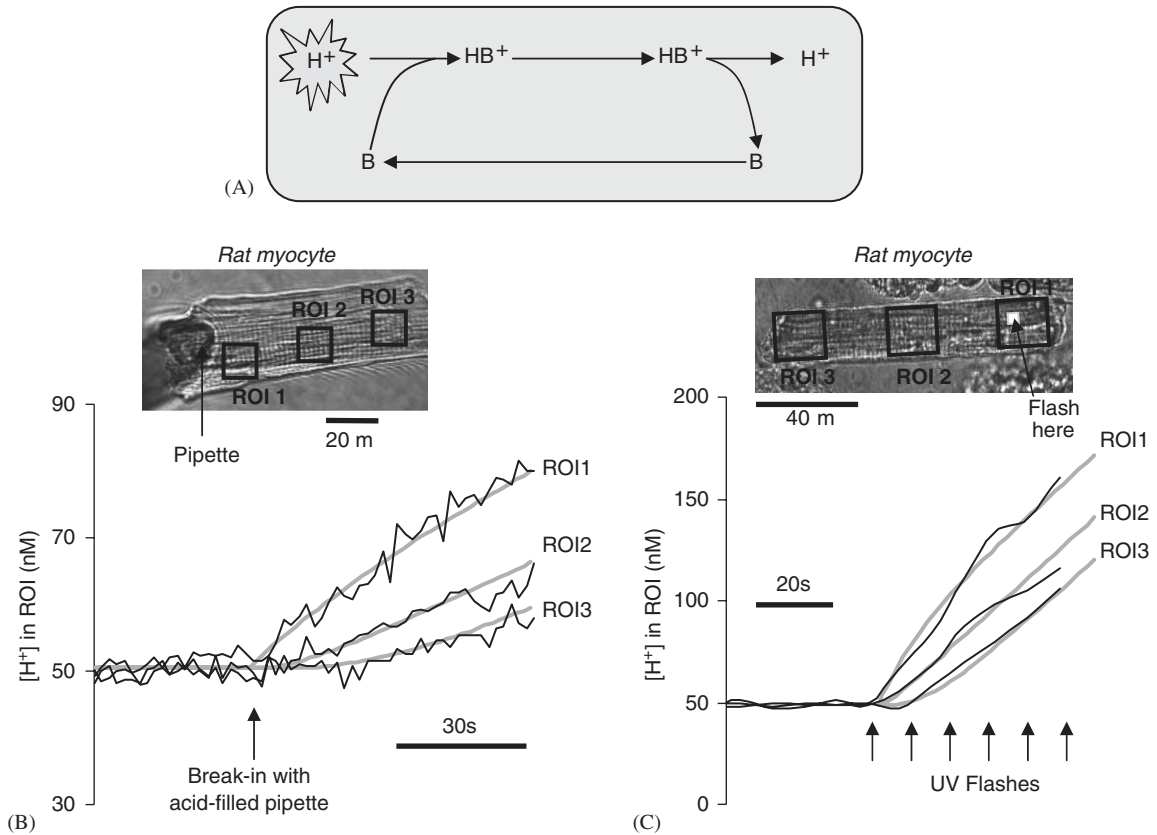 H+
HB+
HB+
H+
B
B
(A)
Rat myocyte
ROI 1
ROI 2
ROI 3
20 m
Pipette
90
70
50
30
[H+] in ROI (nM)
ROI1
ROI2
ROI3
30s
Break-in with
acid-filled pipette
(B)
Rat myocyte
ROI 1
ROI 2
ROI 3
40 m
Flash
here
200
150
100
50
0
[H+] in ROI (nM)
20s
ROI1
ROI2
ROI3
UV Flashes
(C)